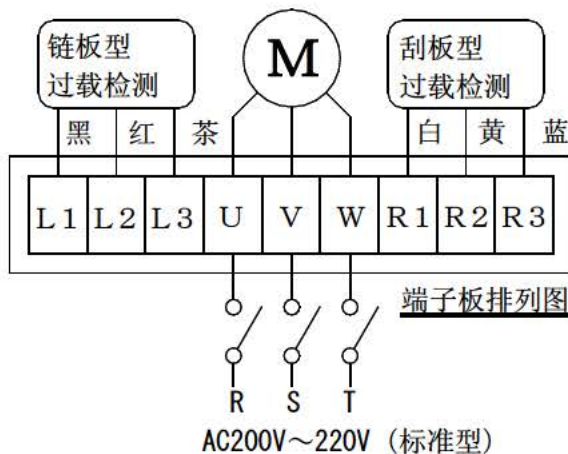 链板型
过载检测
M
刮板型
过载检测
黑 红 茶
白 黄 蓝
L1 L2 L3 U V W R1 R2 R3
端子板排列图
R S T
AC200V～220V (标准型)